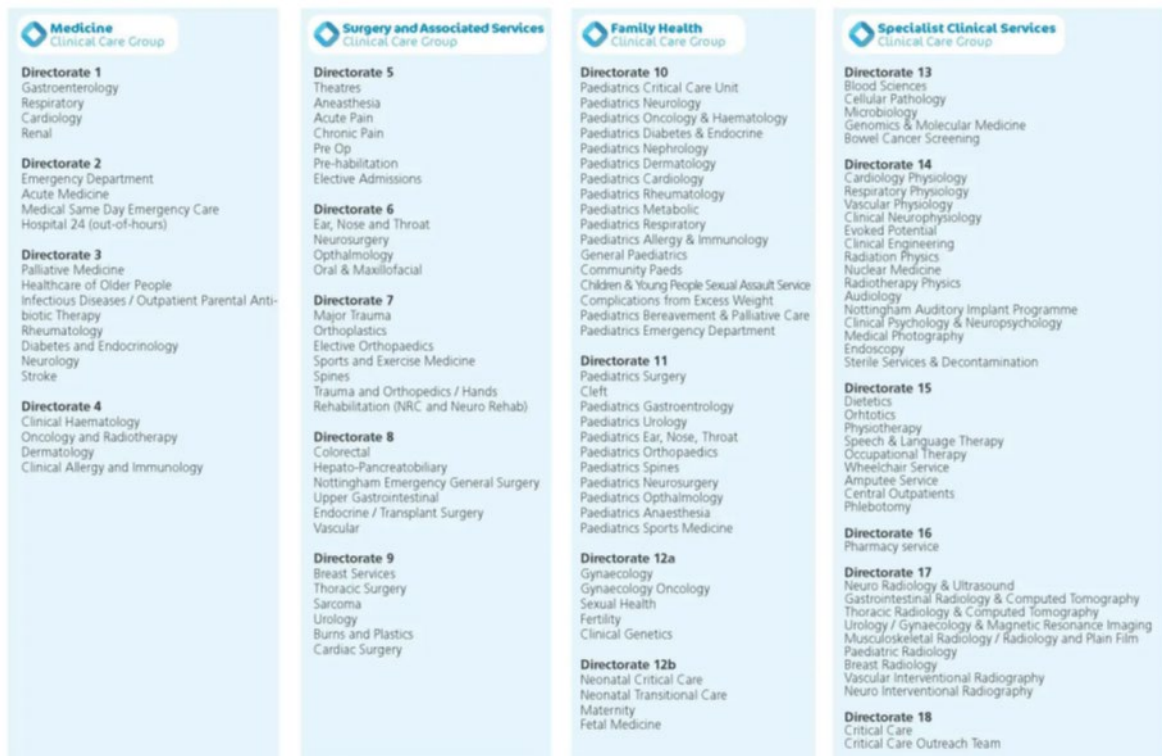 Medicine
Clinical Care Group
Directorate 1
Gastroenterology
Respiratory
Cardiology
Renal
Directorate 2
Emergency Department
Acute Medicine
Medical Same Day Emergency Care
Hospital 24 (out-of-hours)
Directorate 3
Palliative Medicine
Healthcare of Older People
Infectious Diseases / Outpatient Parental Anti-
biotic Therapy
Rheumatology
Diabetes and Endocrinology
Neurology
Stroke
Directorate 4
Clinical Haematology
Oncology and Radiotherapy
Dermatology
Clinical Allergy and Immunology
Surgery and Associated Services
Clinical Care Group
Directorate 5
Theatres
Aneasthesia
Acute Pain
Chronic Pain
Pre Op
Pre-habilitation
Elective Admissions
Directorate 6
Ear, Nose and Throat
Neurosurgery
Opthalmology
Oral & Maxillofacial
Directorate 7
Major Trauma
Orthoplastics
Elective Orthopaedics
Sports and Exercise Medicine
Spines
Trauma and Orthopedics / Hands
Rehabilitation (NRC and Neuro Rehab)
Directorate 8
Colorectal
Hepato-Pancreatobiliary
Nottingham Emergency General Surgery
Upper Gastrointestinal
Endocrine / Transplant Surgery
Vascular
Directorate 9
Breast Services
Thoracic Surgery
Sarcoma
Urology
Burns and Plastics
Cardiac Surgery
Family Health
Clinical Care Group
Directorate 10
Paediatrics Critical Care Unit
Paediatrics Neurology
Paediatrics Oncology & Haematology
Paediatrics Diabetes & Endocrine
Paediatrics Nephrology
Paediatrics Dermatology
Paediatrics Cardiology
Paediatrics Rheumatology
Paediatrics Metabolic
Paediatrics Respiratory
Paediatrics Allergy & Immunology
General Paediatrics
Community Paeds
Children & Young People Sexual Assault Service
Complications from Excess Weight
Paediatrics Bereavement & Palliative Care
Paediatrics Emergency Department
Directorate 11
Paediatrics Surgery
Cleft
Paediatrics Gastroentrology
Paediatrics Urology
Paediatrics Ear, Nose, Throat
Paediatrics Orthopaedics
Paediatrics Spines
Paediatrics Neurosurgery
Paediatrics Opthalmology
Paediatrics Anaesthesia
Paediatrics Sports Medicine
Directorate 12a
Gynaecology
Gynaecology Oncology
Sexual Health
Fertility
Clinical Genetics
Directorate 12b
Neonatal Critical Care
Neonatal Transitional Care
Maternity
Fetal Medicine
Specialist Clinical Services
Clinical Care Group
Directorate 13
Blood Sciences
Cellular Pathology
Microbiology
Genomics & Molecular Medicine
Bowel Cancer Screening
Directorate 14
Cardiology Physiology
Respiratory Physiology
Vascular Physiology
Clinical Neurophysiology
Evoked Potential
Clinical Engineering
Radiation Physics
Nuclear Medicine
Radiotherapy Physics
Audiology
Nottingham Auditory Implant Programme
Clinical Psychology & Neuropsychology
Medical Photography
Endoscopy
Sterile Services & Decontamination
Directorate 15
Dietetics
Orhtotics
Physiotherapy
Speech & Language Therapy
Occupational Therapy
Wheelchair Service
Amputee Service
Central Outpatients
Phlebotomy
Directorate 16
Pharmacy service
Directorate 17
Neuro Radiology & Ultrasound
Gastrointestinal Radiology & Computed Tomography
Thoracic Radiology & Computed Tomography
Urology / Gynaecology & Magnetic Resonance Imaging
Musculoskeletal Radiology / Radiology and Plain Film
Paediatric Radiology
Breast Radiology
Vascular Interventional Radiography
Neuro Interventional Radiography
Directorate 18
Critical Care
Critical Care Outreach Team